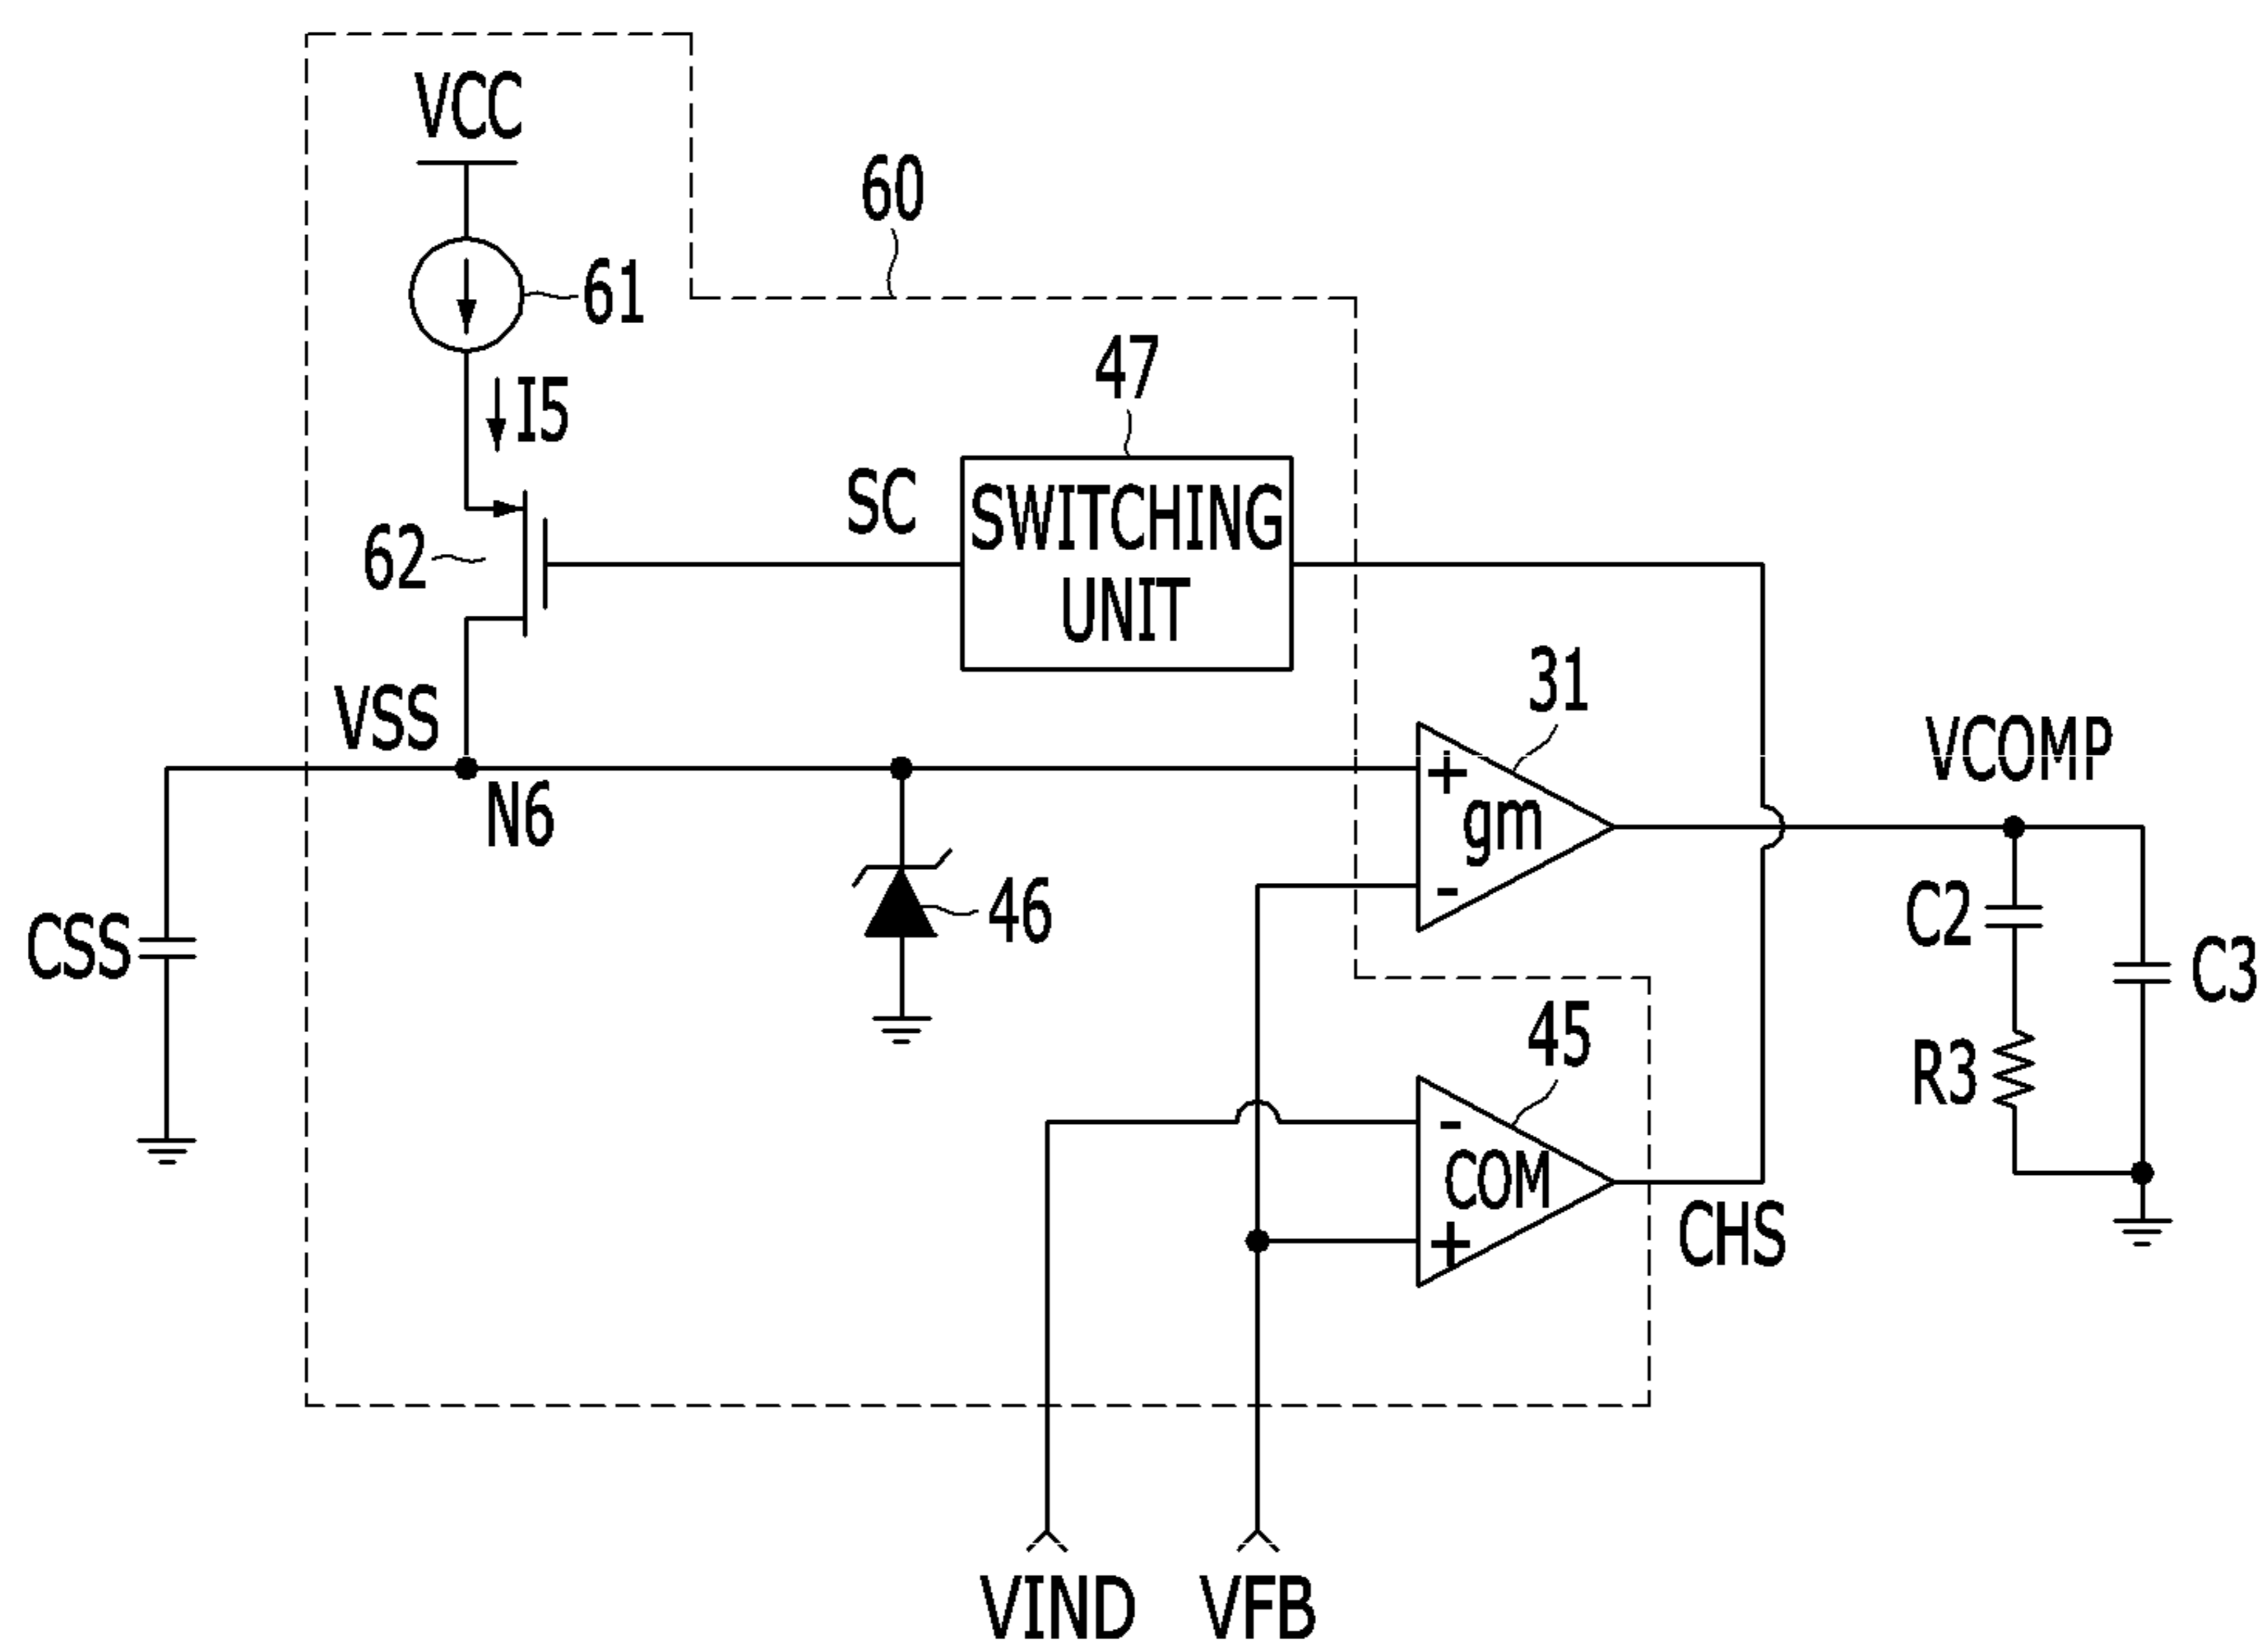 VCC
60
61
47
I5
SC
SWITCHING
UNIT
62
31
VSS
VCOMP
+
gm
N6
-
C2
46
CSS
C3
45
R3
-
COM
+
CHS
VIND
VFB